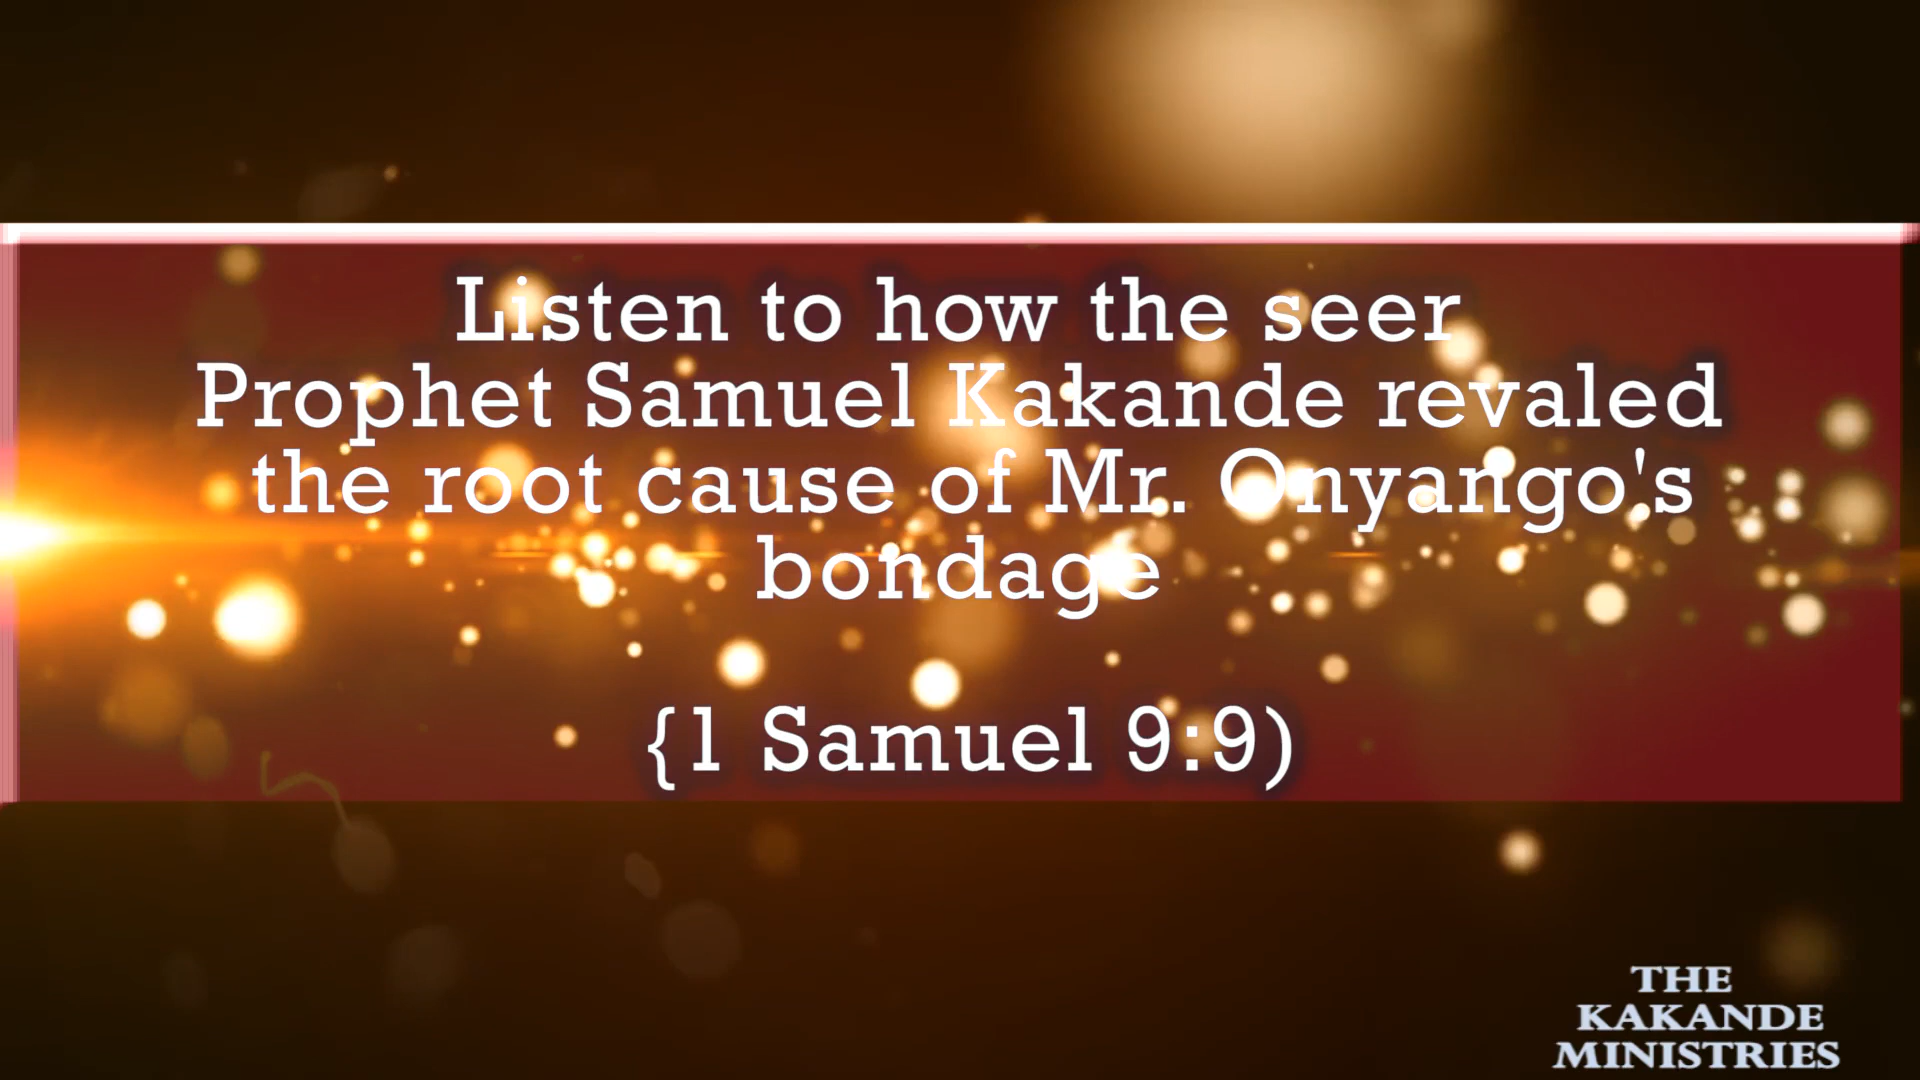 Listen to how the seer
Prophet Samuel Kakande revaled
the root cause of Mr. Onyango's
bondage
{1 Samuel 9:9)
THE
KAKANDE
MINISTRIES